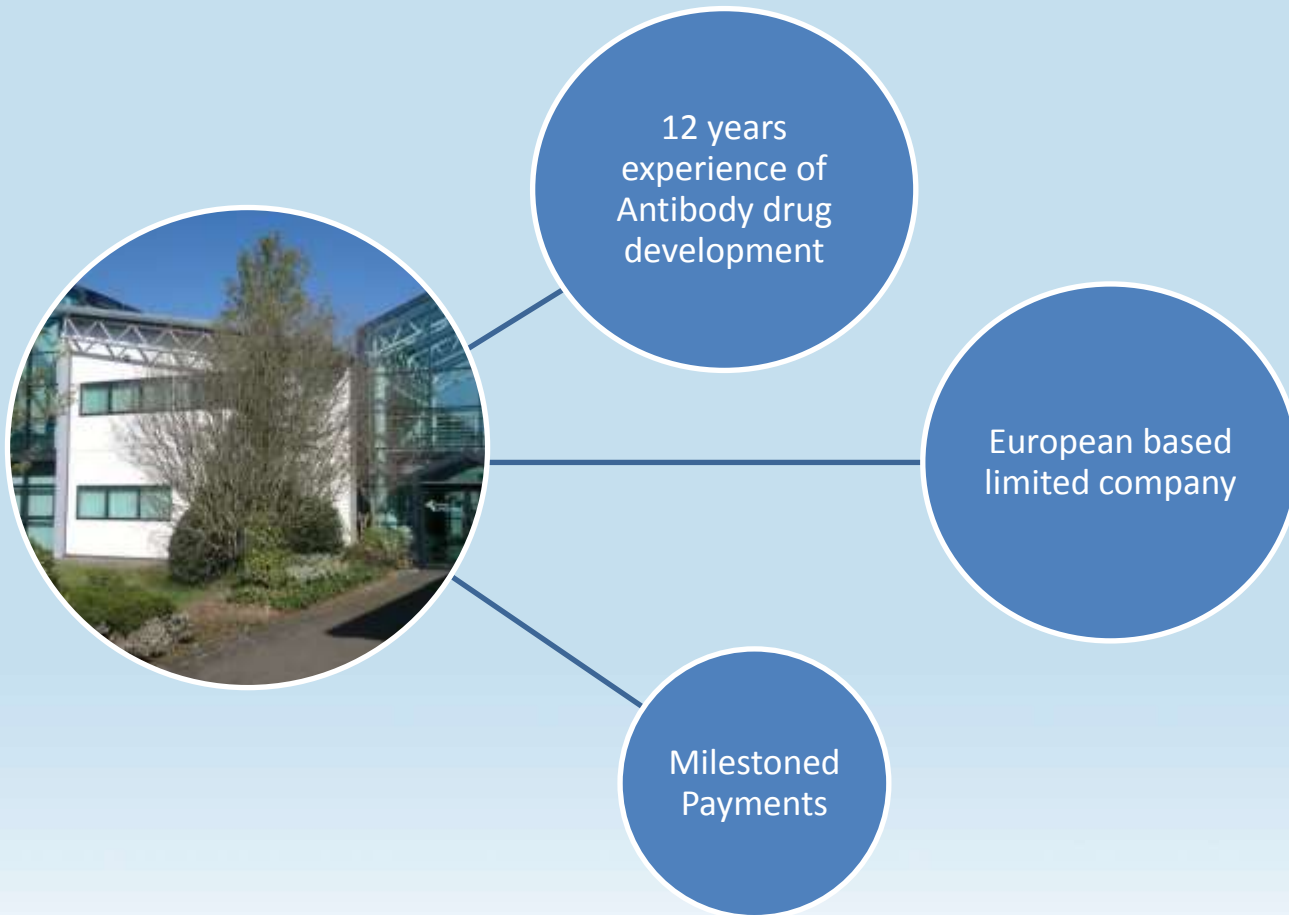 12 years
experience of
Antibody drug
development
European based
limited company
Milestoned
Payments